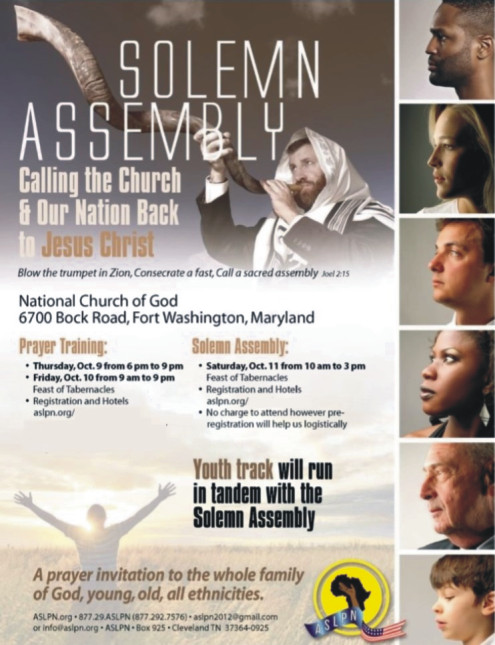 SOLEMN
ASSEMBLY
Calling the Church
& Our Nation Back
to Jesus Christ
Blow the trumpet in Zion, Consecrate a fast, Call a sacred assembly Joel 2:15
National Church of God
6700 Bock Road, Fort Washington, Maryland
Prayer Training:
• Thursday, Oct. 9 from 6 pm to 9 pm
• Friday, Oct. 10 from 9 am to 9 pm
Feast of Tabernacles
• Registration and Hotels
aslpn.org/
Solemn Assembly:
• Saturday, Oct. 11 from 10 am to 3 pm
Feast of Tabernacles
• Registration and Hotels
aslpn.org/
• No charge to attend however pre-
registration will help us logistically
Youth track will run
in tandem with the
Solemn Assembly
A prayer invitation to the whole family
of God, young, old, all ethnicities.
ASLPN.org • 877.29.ASLPN (877.292.7576) • aslpn2012@gmail.com
or info@aslpn.org • ASLPN • Box 925 • Cleveland TN 37364-0925
ASLPN